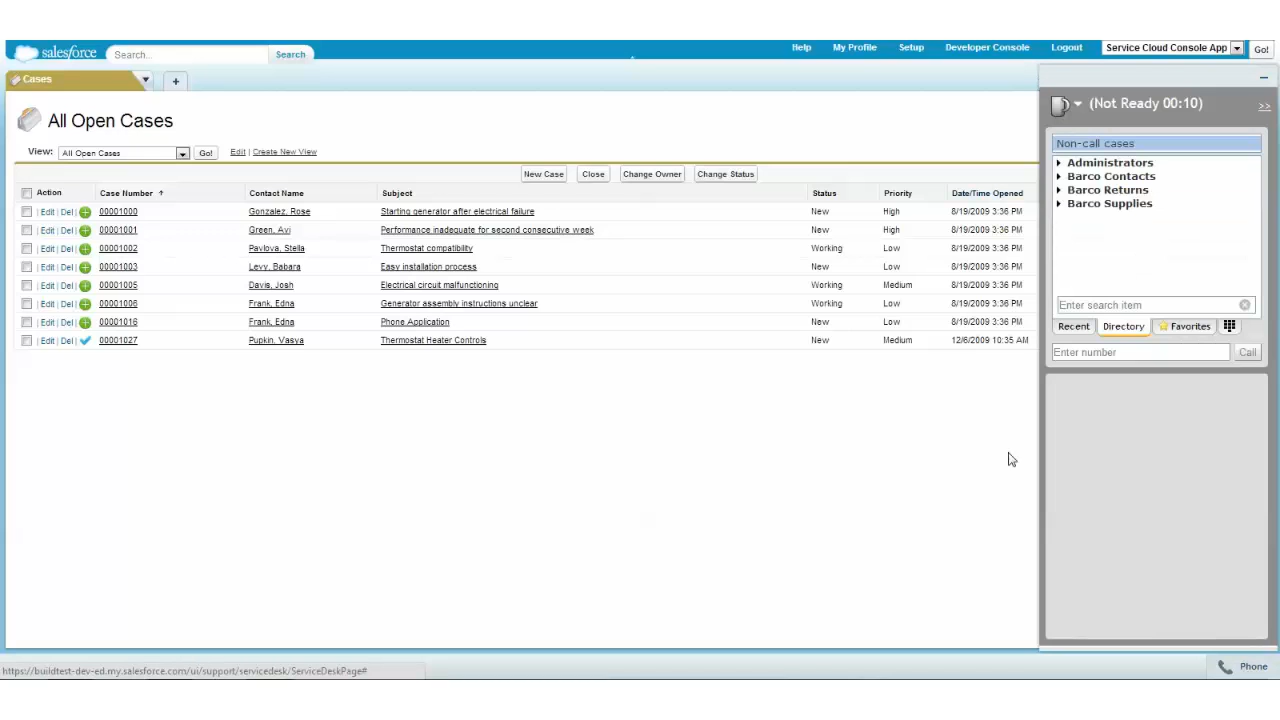 salesforce Search... Search Help My Profile Setup Developer Console Logout Service Cloud Console App Go!
Cases +
(Not Ready 00:10) >>
All Open Cases
View: All Open Cases Go! Edit | Create New View
New Case Close Change Owner Change Status
Action Case Number Contact Name Subject Status Priority Date/Time Opened
| Edit | Del | 00001000 Gonzalez, Rose Starting generator after electrical failure New High 8/19/2009 3:36 PM
| Edit | Del | 00001001 Green, Avi Performance inadequate for second consecutive week New High 8/19/2009 3:36 PM
| Edit | Del | 00001002 Pavlova, Stella Thermostat compatibility Working Low 8/19/2009 3:36 PM
| Edit | Del | 00001003 Levy, Babara Easy installation process New Low 8/19/2009 3:36 PM
| Edit | Del | 00001005 Davis, Josh Electrical circuit malfunctioning Working Medium 8/19/2009 3:36 PM
| Edit | Del | 00001006 Frank, Edna Generator assembly instructions unclear Working Low 8/19/2009 3:36 PM
| Edit | Del | 00001016 Frank, Edna Phone Application New Low 8/19/2009 3:36 PM
| Edit | Del | 00001027 Pupkin, Vasya Thermostat Heater Controls New Medium 12/6/2009 10:35 AM
Non-call cases
Administrators
Barco Contacts
Barco Returns
Barco Supplies
Enter search item
Recent Directory Favorites
Enter number Call
https://buildtest-dev-ed.my.salesforce.com/ui/support/servicedesk/ServiceDeskPage#
Phone